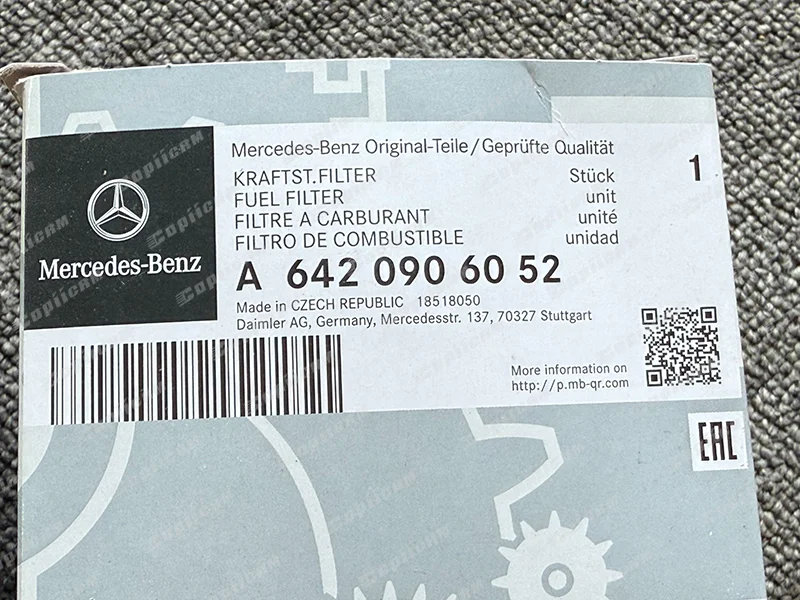 Mercedes-Benz Original-Teile/Geprüfte Qualität
KRAFTST.FILTER Stück 1
FUEL FILTER unit
FILTRE A CARBURANT unité
FILTRO DE COMBUSTIBLE unidad
Mercedes-Benz
A 642 090 60 52
Made in CZECH REPUBLIC 18518050
Daimler AG, Germany, Mercedesstr. 137, 70327 Stuttgart
More information on
http://p.mb-qr.com
EAC
CopiiCAM